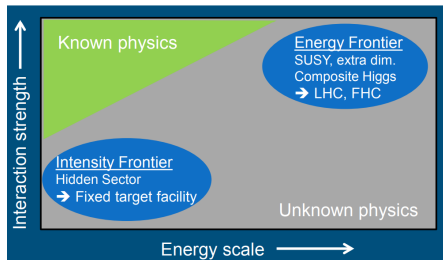 Known physics
Energy Frontier
SUSY, extra dim.
Composite Higgs
➔ LHC, FHC
Interaction strength
Intensity Frontier
Hidden Sector
➔ Fixed target facility
Unknown physics
Energy scale